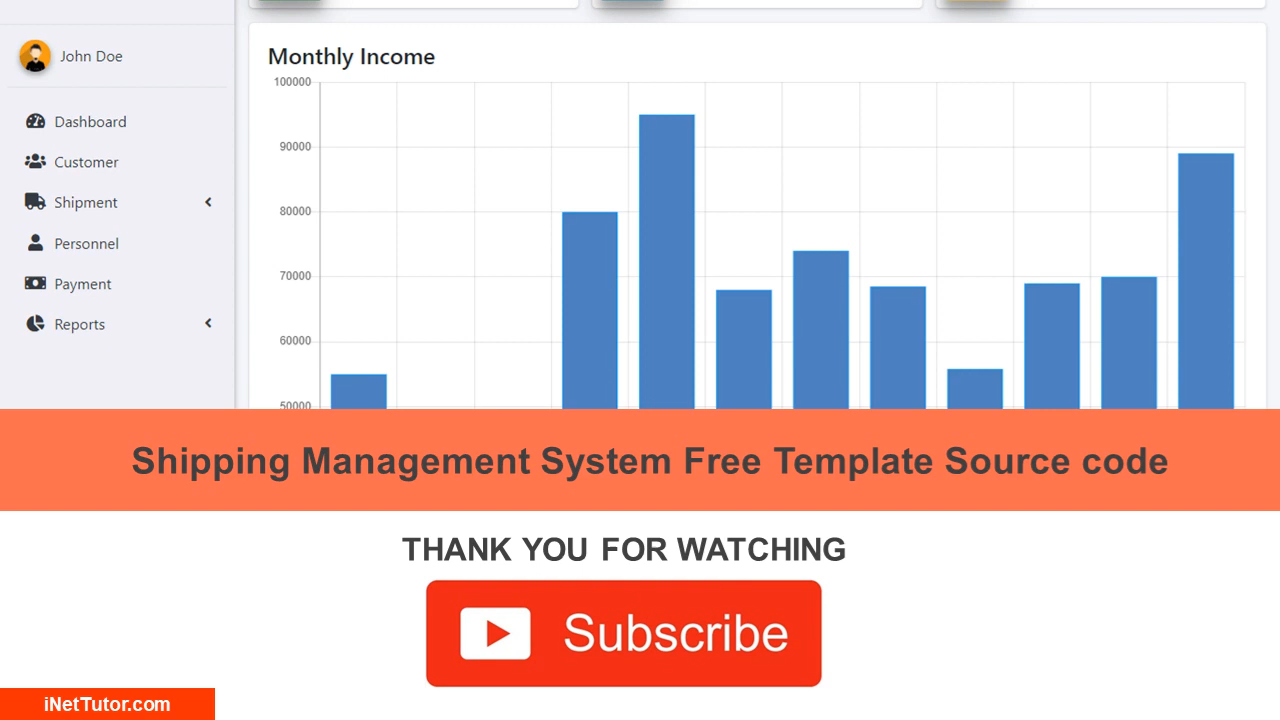 John Doe
Dashboard
Customer
Shipment
Personnel
Payment
Reports
Monthly Income
100000
90000
80000
70000
60000
50000
Shipping Management System Free Template Source code
THANK YOU FOR WATCHING
Subscribe
iNetTutor.com